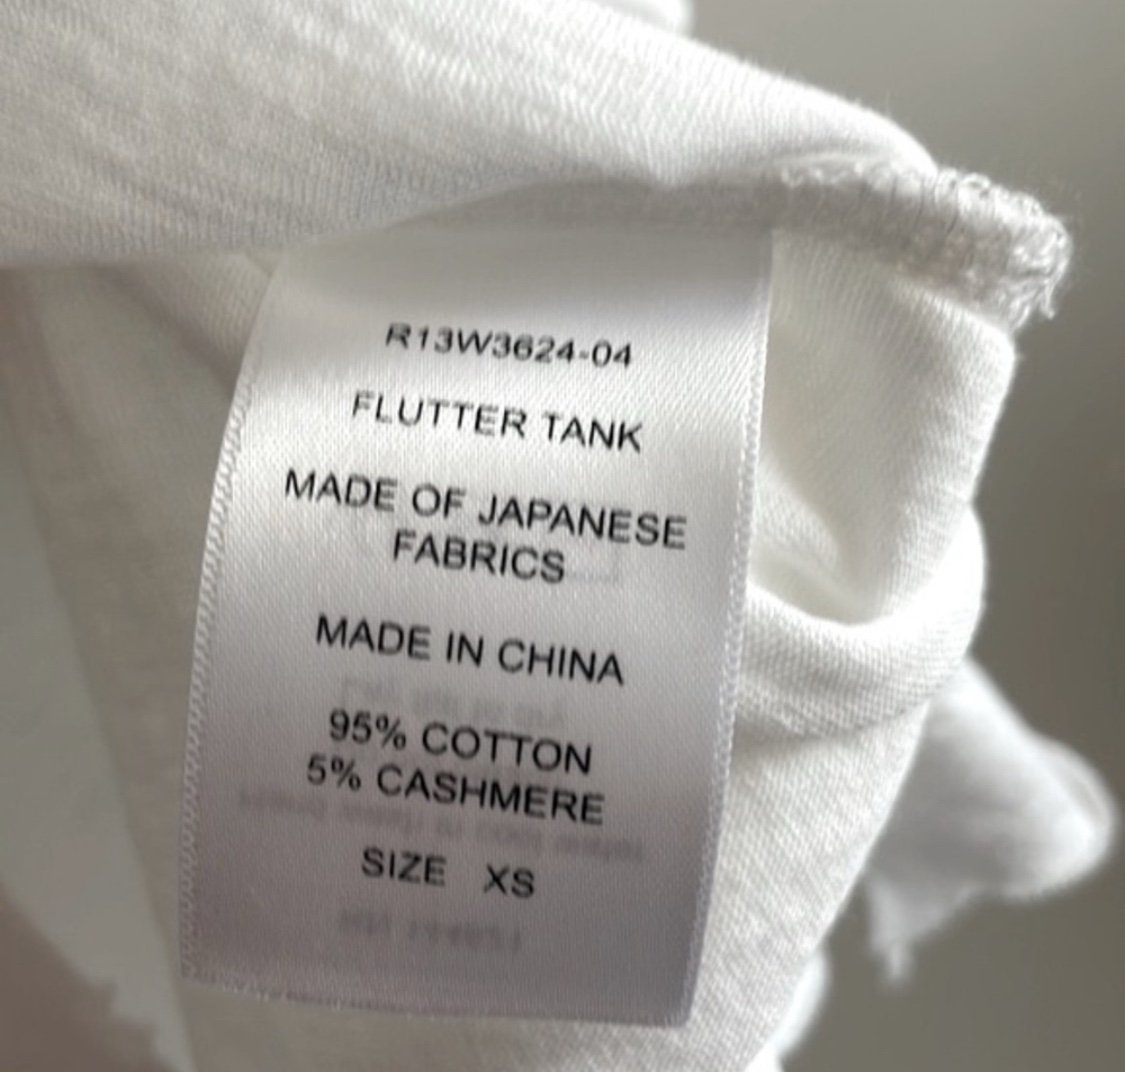 R13W3624-04
FLUTTER TANK
MADE OF JAPANESE
FABRICS
MADE IN CHINA
95% COTTON
5% CASHMERE
SIZE XS